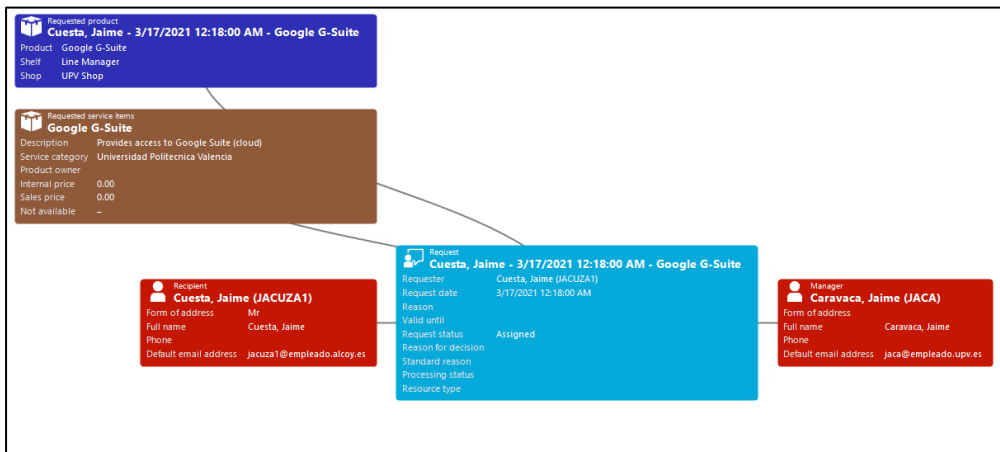 Requested product
Cuesta, Jaime - 3/17/2021 12:18:00 AM - Google G-Suite
Product Google G-Suite
Shelf Line Manager
Shop UPV Shop
Requested service items
Google G-Suite
Description Provides access to Google Suite (cloud)
Service category Universidad Politecnica Valencia
Product owner
Internal price 0.00
Sales price 0.00
Not available –
Request
Cuesta, Jaime - 3/17/2021 12:18:00 AM - Google G-Suite
Requester Cuesta, Jaime (JACUZA1)
Request date 3/17/2021 12:18:00 AM
Reason
Valid until
Request status Assigned
Reason for decision
Standard reason
Processing status
Resource type
Recipient
Cuesta, Jaime (JACUZA1)
Form of address Mr
Full name Cuesta, Jaime
Phone
Default email address jacuza1@empleado.alcoy.es
Manager
Caravaca, Jaime (JACA)
Form of address
Full name Caravaca, Jaime
Phone
Default email address jaca@empleado.upv.es